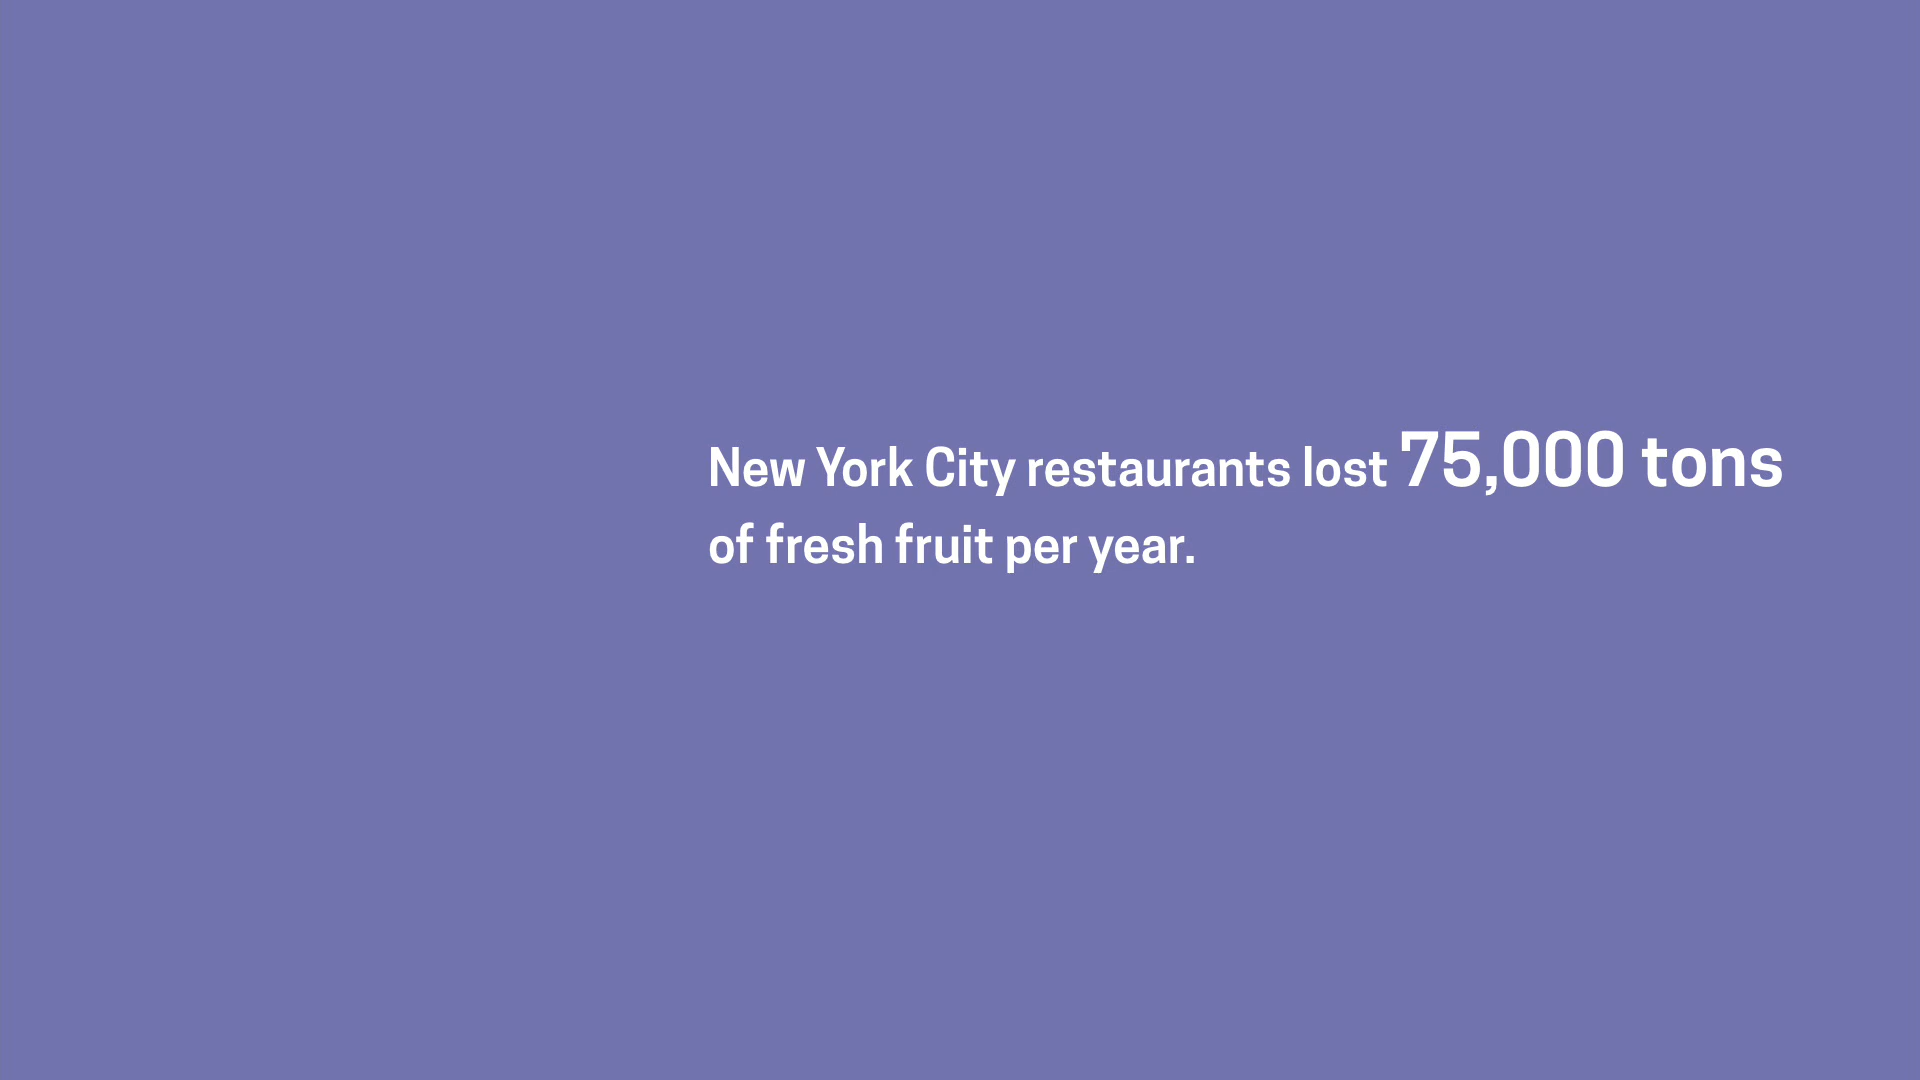 New York City restaurants lost 75,000 tons
of fresh fruit per year.